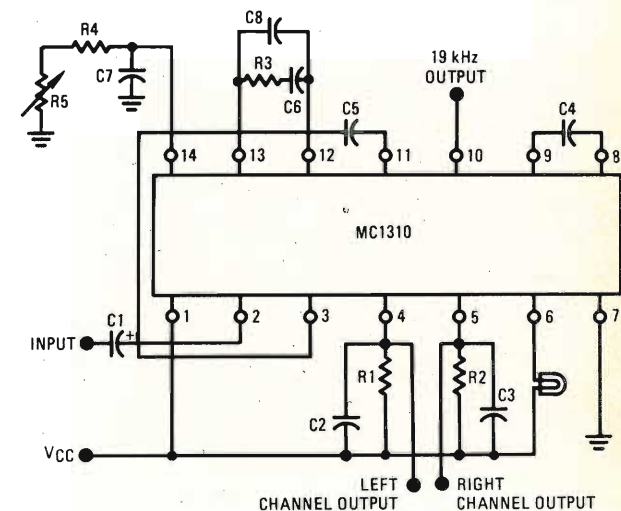 C8
R4
R3
C7
C6
R5
19 kHz
OUTPUT
C5
C4
14
13
12
11
10
9
8
MC1310
1
2
3
4
5
6
7
INPUT
C1
+
R1
R2
C2
C3
VCC
LEFT
CHANNEL OUTPUT
RIGHT
CHANNEL OUTPUT